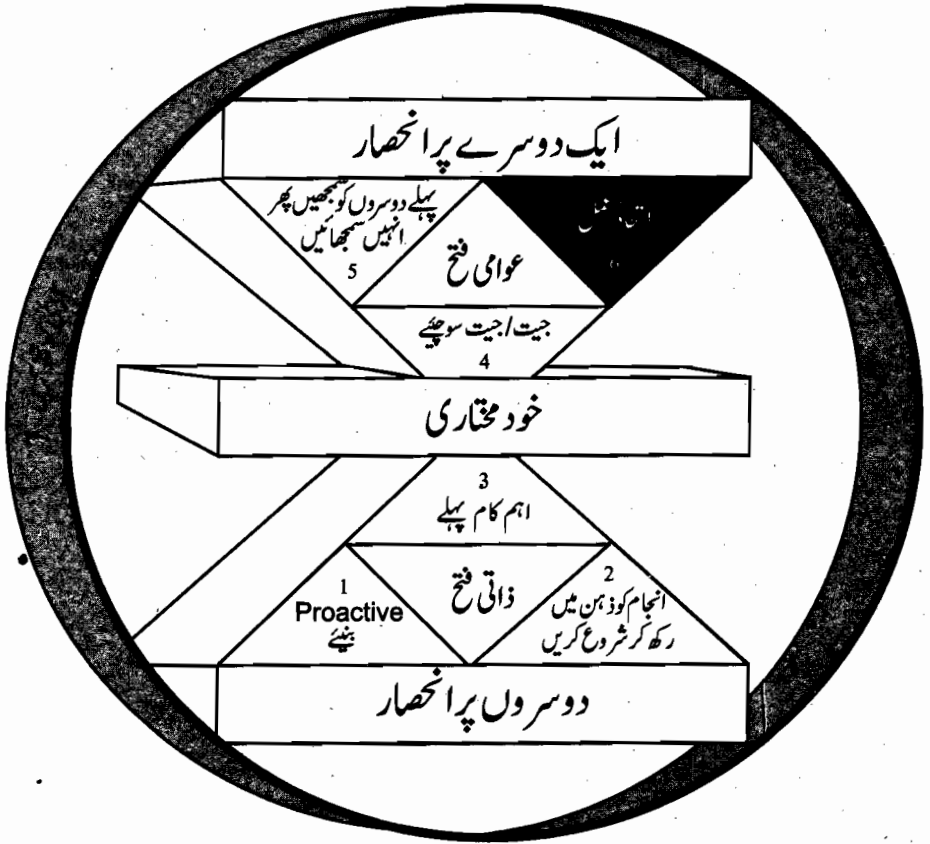 ایک دوسرے پر انحصار
پہلے دوسروں کو سمجھیں پھر
انہیں سمجھائیں
5
عوامی فتح
جیت/جیت سوچئے
4
خود مختاری
3
اہم کام پہلے
ذاتی فتح
1
Proactive
بنیئے
2
انجام کو ذہن میں
رکھ کر شروع کریں
دوسروں پر انحصار